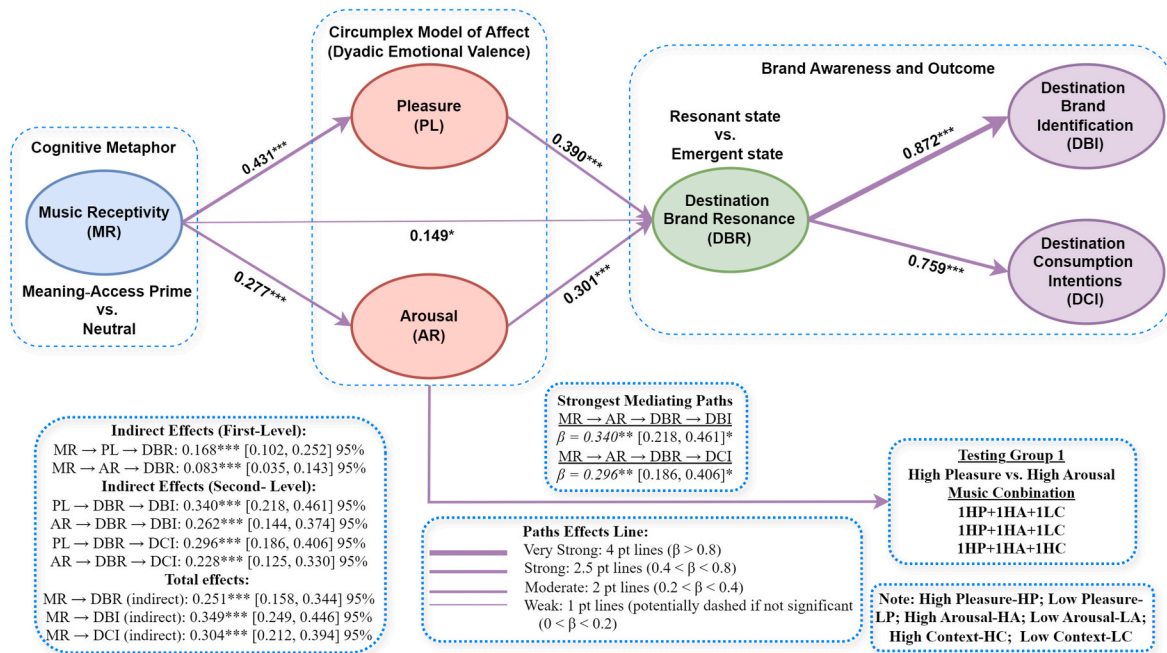 Circumplex Model of Affect
(Dyadic Emotional Valence)
Brand Awareness and Outcome
Cognitive Metaphor
Music Receptivity
(MR)
Meaning-Access Prime
vs.
Neutral
Pleasure
(PL)
Arousal
(AR)
0.431***
0.277***
0.149*
0.390***
0.301***
Resonant state
vs.
Emergent state
Destination
Brand Resonance
(DBR)
0.872***
0.759***
Destination
Brand
Identification
(DBI)
Destination
Consumption
Intentions
(DCI)
Indirect Effects (First-Level):
MR → PL → DBR: 0.168*** [0.102, 0.252] 95%
MR → AR → DBR: 0.083*** [0.035, 0.143] 95%
Indirect Effects (Second- Level):
PL → DBR → DBI: 0.340*** [0.218, 0.461] 95%
AR → DBR → DBI: 0.262*** [0.144, 0.374] 95%
PL → DBR → DCI: 0.296*** [0.186, 0.406] 95%
AR → DBR → DCI: 0.228*** [0.125, 0.330] 95%
Total effects:
MR → DBR (indirect): 0.251*** [0.158, 0.344] 95%
MR → DBI (indirect): 0.349*** [0.249, 0.446] 95%
MR → DCI (indirect): 0.304*** [0.212, 0.394] 95%
Strongest Mediating Paths
MR → AR → DBR → DBI
β = 0.340** [0.218, 0.461]*
MR → AR → DBR → DCI
β = 0.296** [0.186, 0.406]*
Paths Effects Line:
Very Strong: 4 pt lines (β > 0.8)
Strong: 2.5 pt lines (0.4 < β < 0.8)
Moderate: 2 pt lines (0.2 < β < 0.4)
Weak: 1 pt lines (potentially dashed if not significant
(0 < β < 0.2)
Testing Group 1
High Pleasure vs. High Arousal
Music Conbination
1HP+1HA+1LC
1HP+1HA+1LC
1HP+1HA+1HC
Note: High Pleasure-HP; Low Pleasure-
LP; High Arousal-HA; Low Arousal-LA;
High Context-HC; Low Context-LC